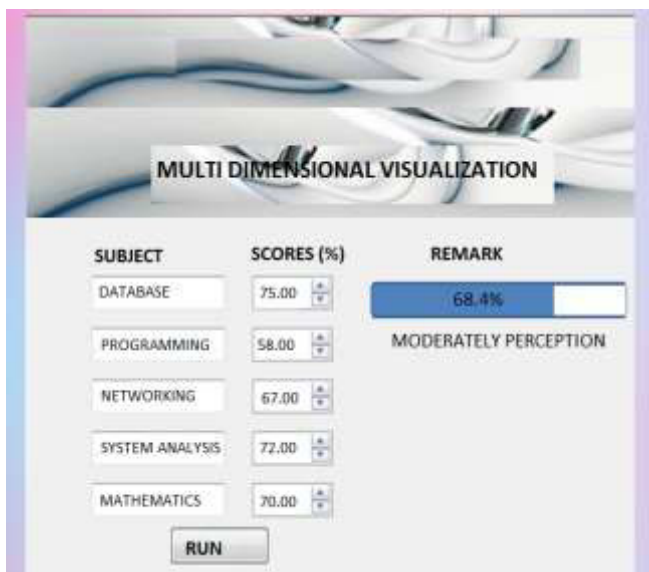 MULTI DIMENSIONAL VISUALIZATION
SUBJECT SCORES (%) REMARK
DATABASE 75.00 68.4%
PROGRAMMING 58.00 MODERATELY PERCEPTION
NETWORKING 67.00
SYSTEM ANALYSIS 72.00
MATHEMATICS 70.00
RUN